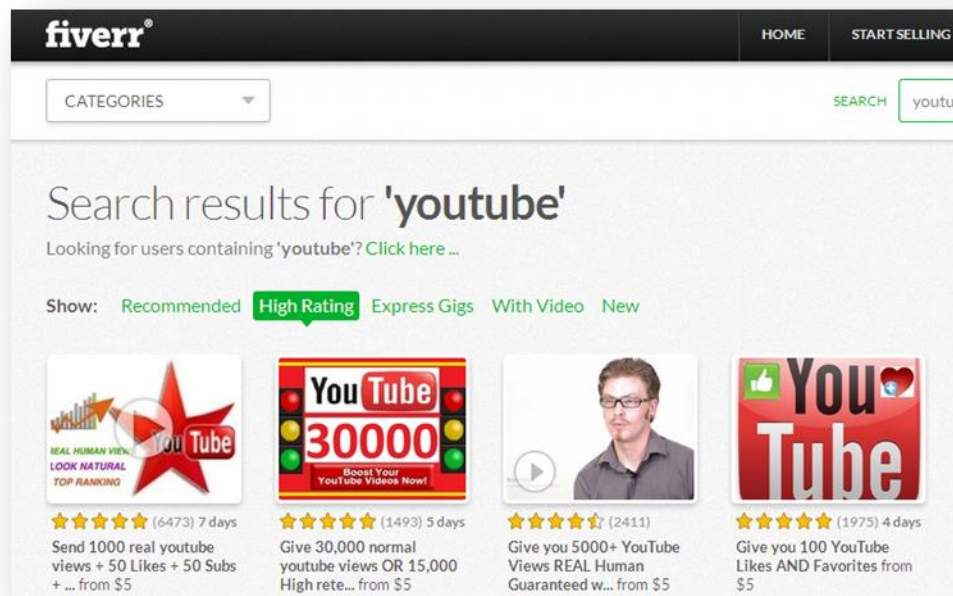 fiverr®
HOME
START SELLING
CATEGORIES
SEARCH
youtu
Search results for 'youtube'
Looking for users containing 'youtube'? Click here ...
Show: Recommended High Rating Express Gigs With Video New
REAL HUMAN VIEWS
LOOK NATURAL
TOP RANKING
You Tube
You Tube
30000
Boost Your
YouTube Videos Now!
You
Tube
(6473) 7 days
Send 1000 real youtube
views + 50 Likes + 50 Subs
+ ... from $5
(1493) 5 days
Give 30,000 normal
youtube views OR 15,000
High rete... from $5
(2411)
Give you 5000+ YouTube
Views REAL Human
Guaranteed w... from $5
(1975) 4 days
Give you 100 YouTube
Likes AND Favorites from
$5